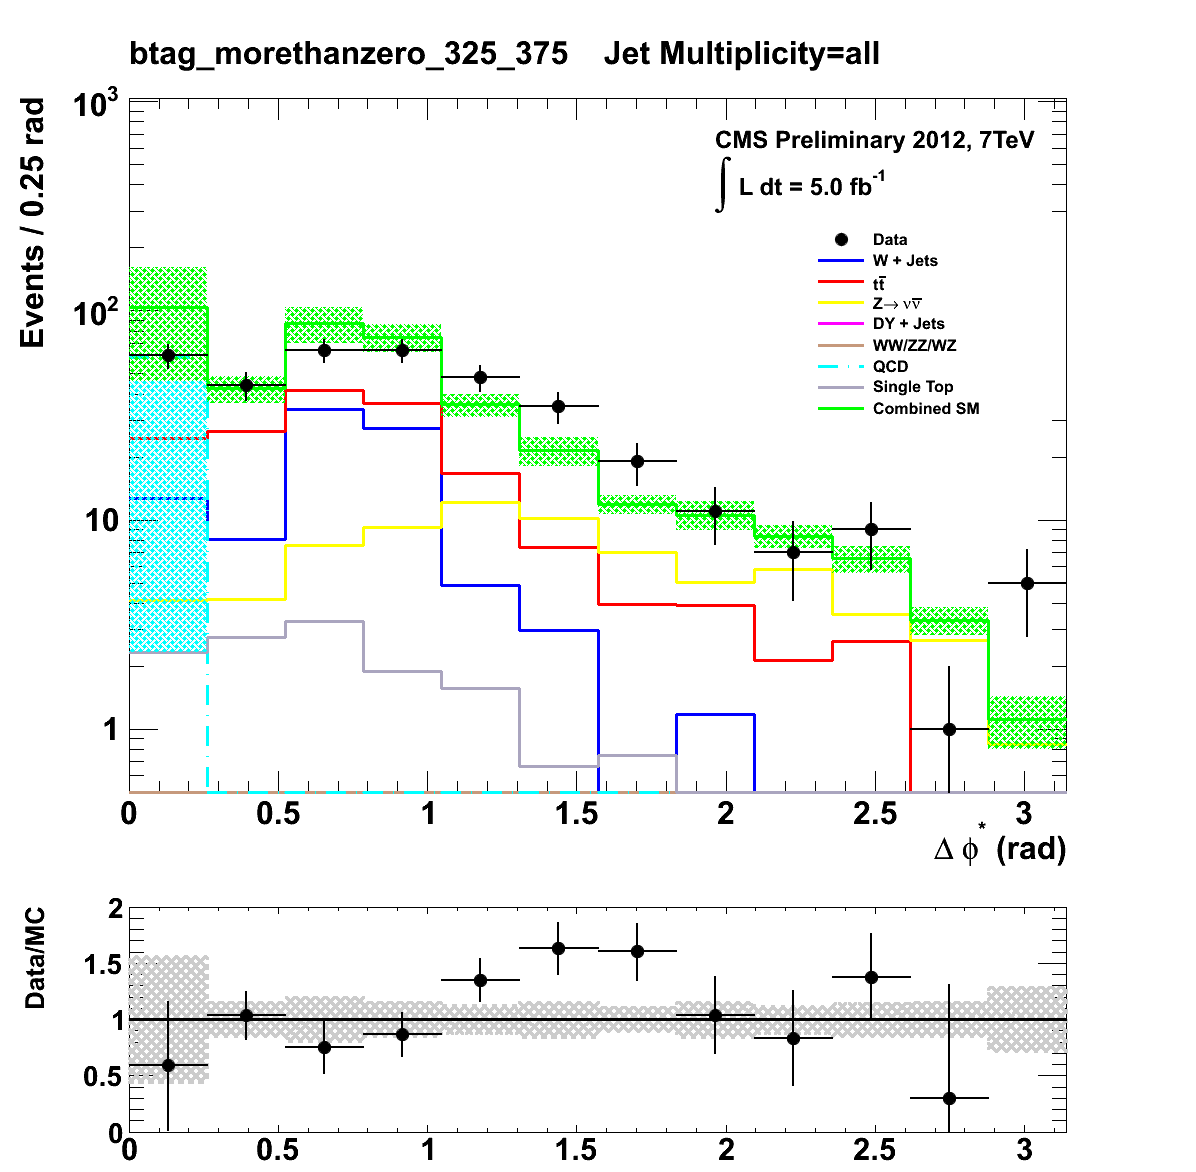 btag_morethanzero_325_375 Jet Multiplicity=all
Events / 0.25 rad
10³
10²
10
1
CMS Preliminary 2012, 7TeV
∫ L dt = 5.0 fb⁻¹
Data
W + Jets
tt̅
Z→ νν̅
DY + Jets
WW/ZZ/WZ
QCD
Single Top
Combined SM
0 0.5 1 1.5 2 2.5 3
Δ ϕ* (rad)
Data/MC
2
1.5
1
0.5
0
0 0.5 1 1.5 2 2.5 3